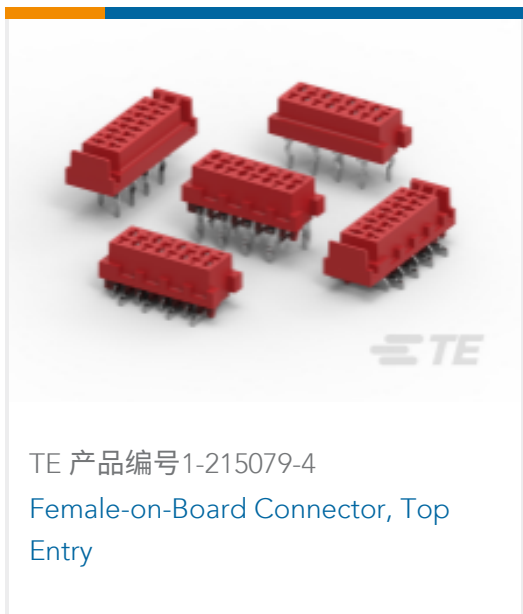 TE
TE 产品编号1-215079-4
Female-on-Board Connector, Top
Entry